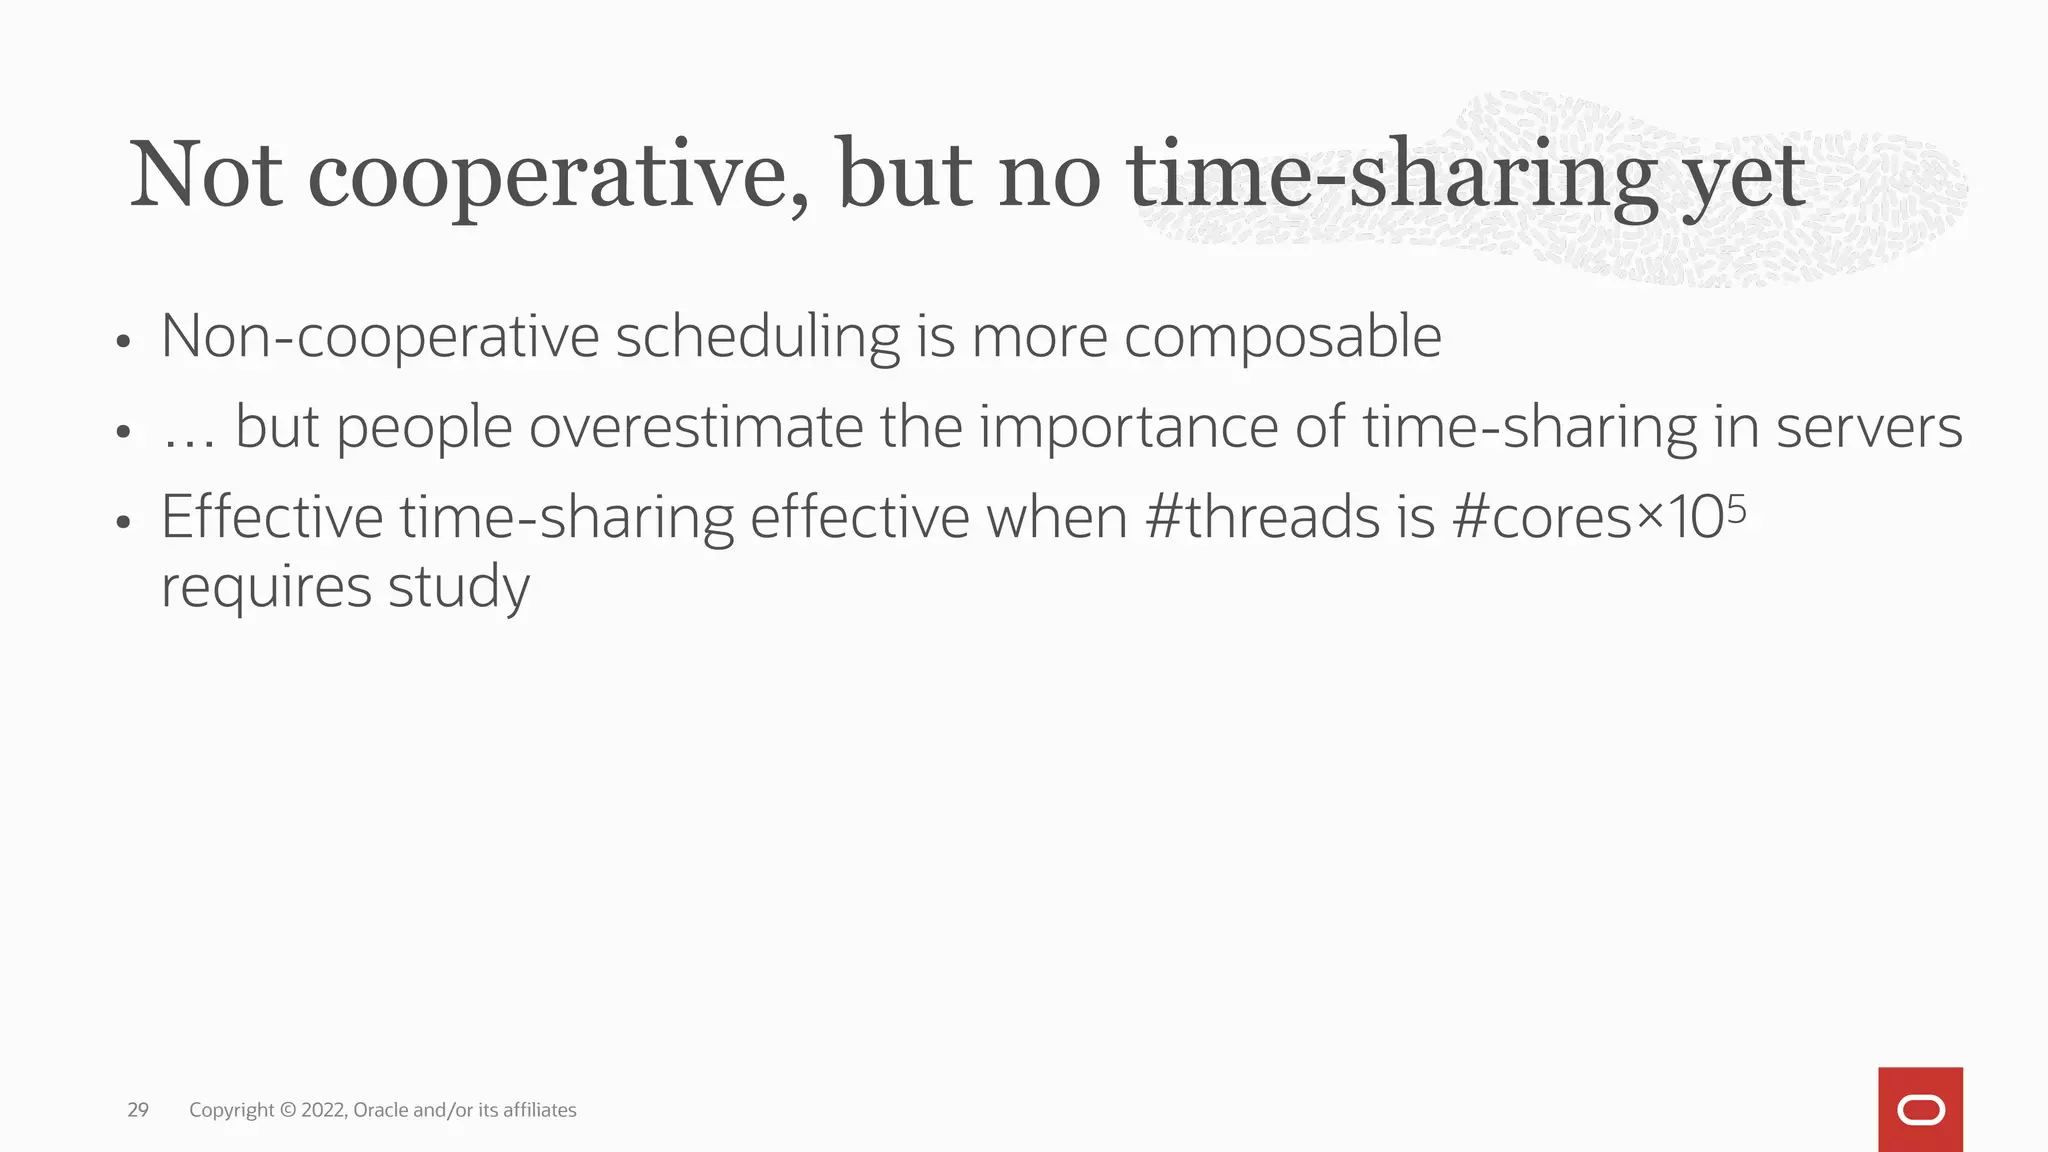 Not cooperative, but no time-sharing yet
• Non-cooperative scheduling is more composable
• … but people overestimate the importance of time-sharing in servers
• Effective time-sharing effective when #threads is #cores×10⁵
requires study
29 Copyright © 2022, Oracle and/or its affiliates